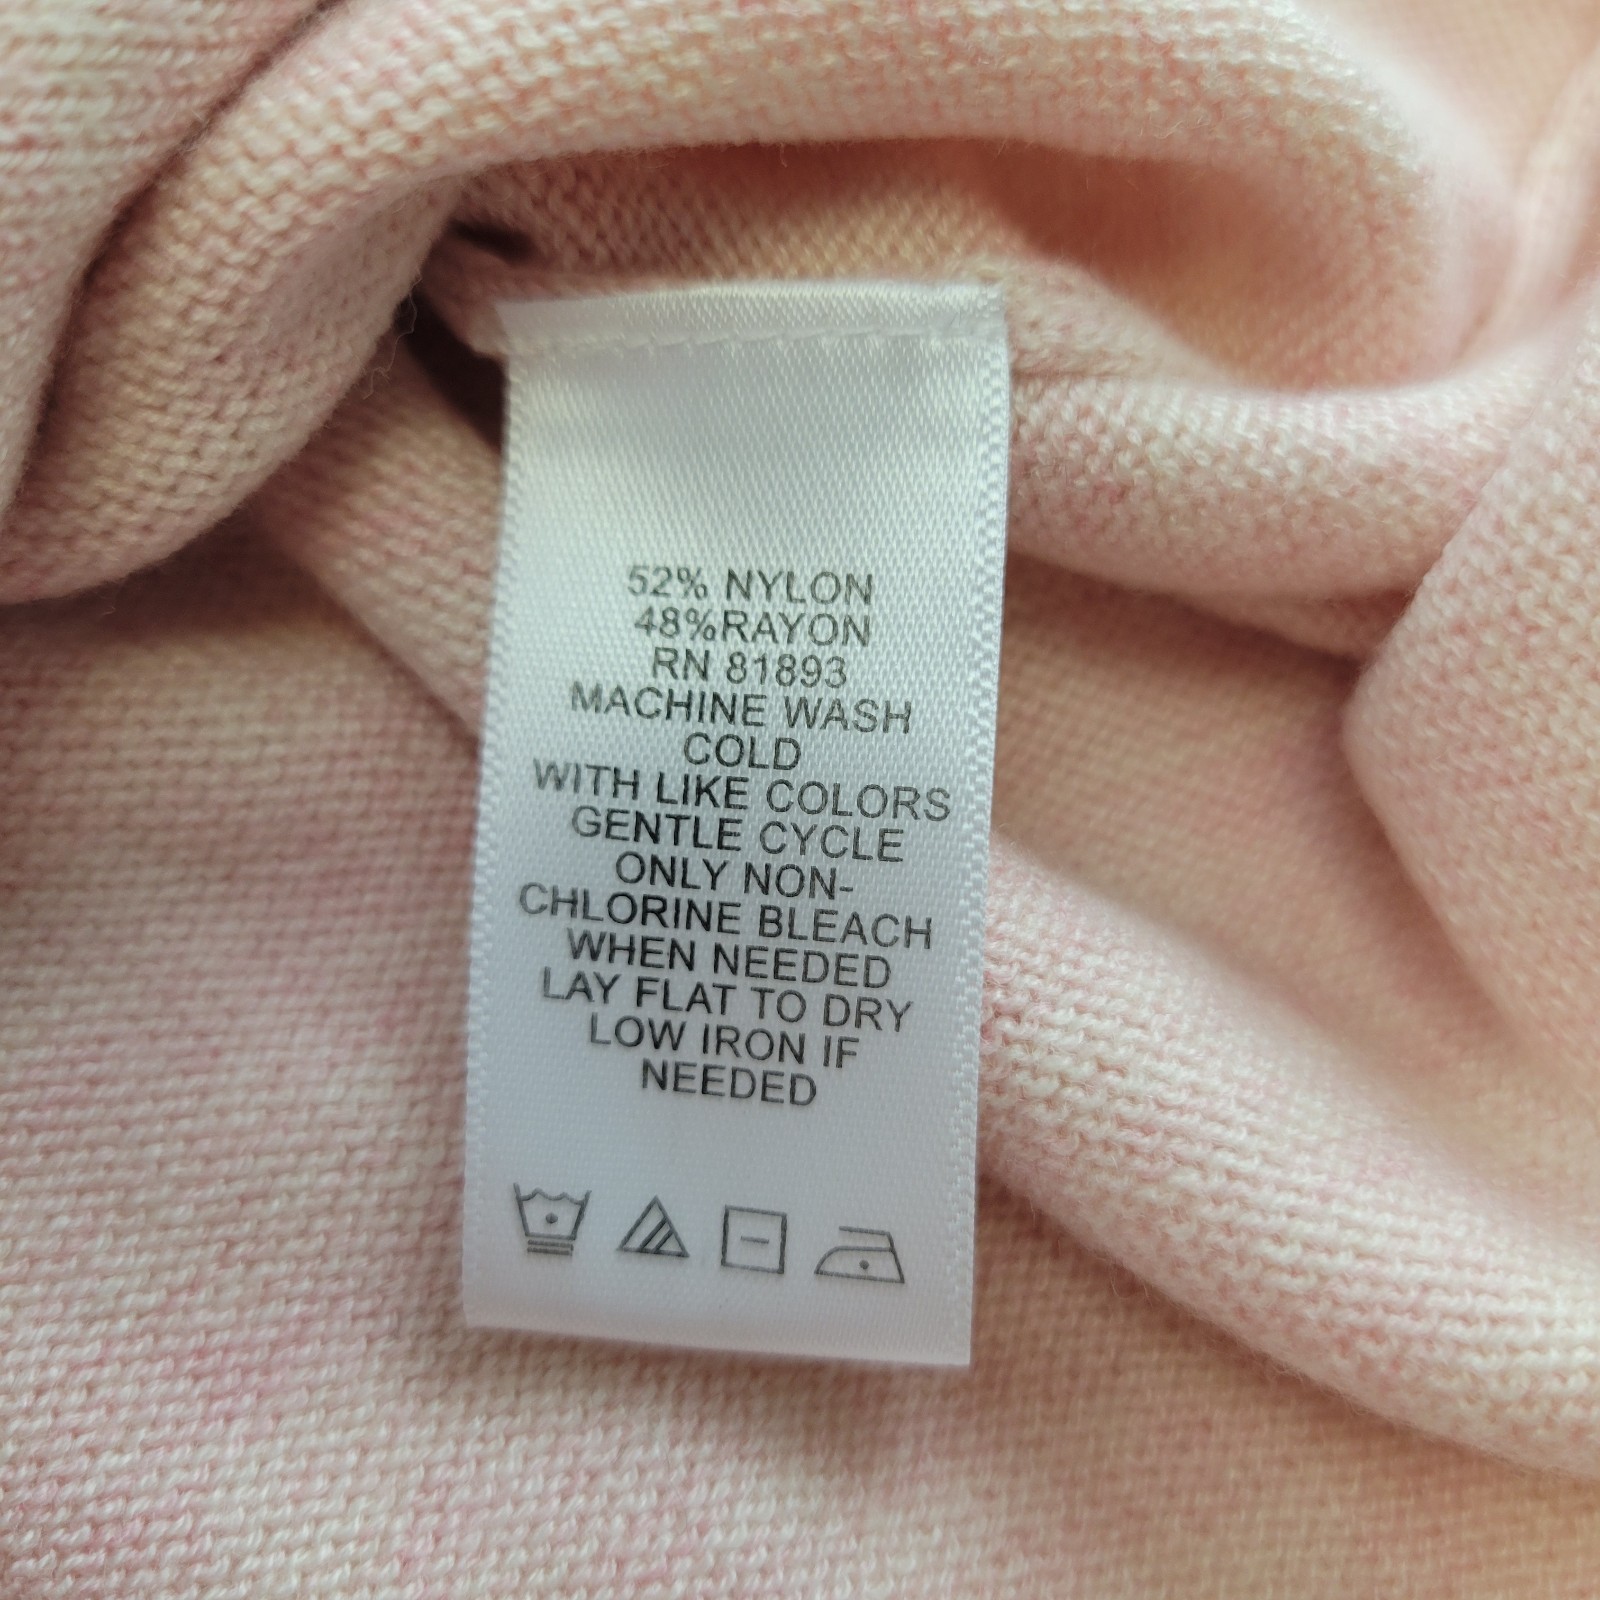 52% NYLON
48%RAYON
RN 81893
MACHINE WASH
COLD
WITH LIKE COLORS
GENTLE CYCLE
ONLY NON-
CHLORINE BLEACH
WHEN NEEDED
LAY FLAT TO DRY
LOW IRON IF
NEEDED